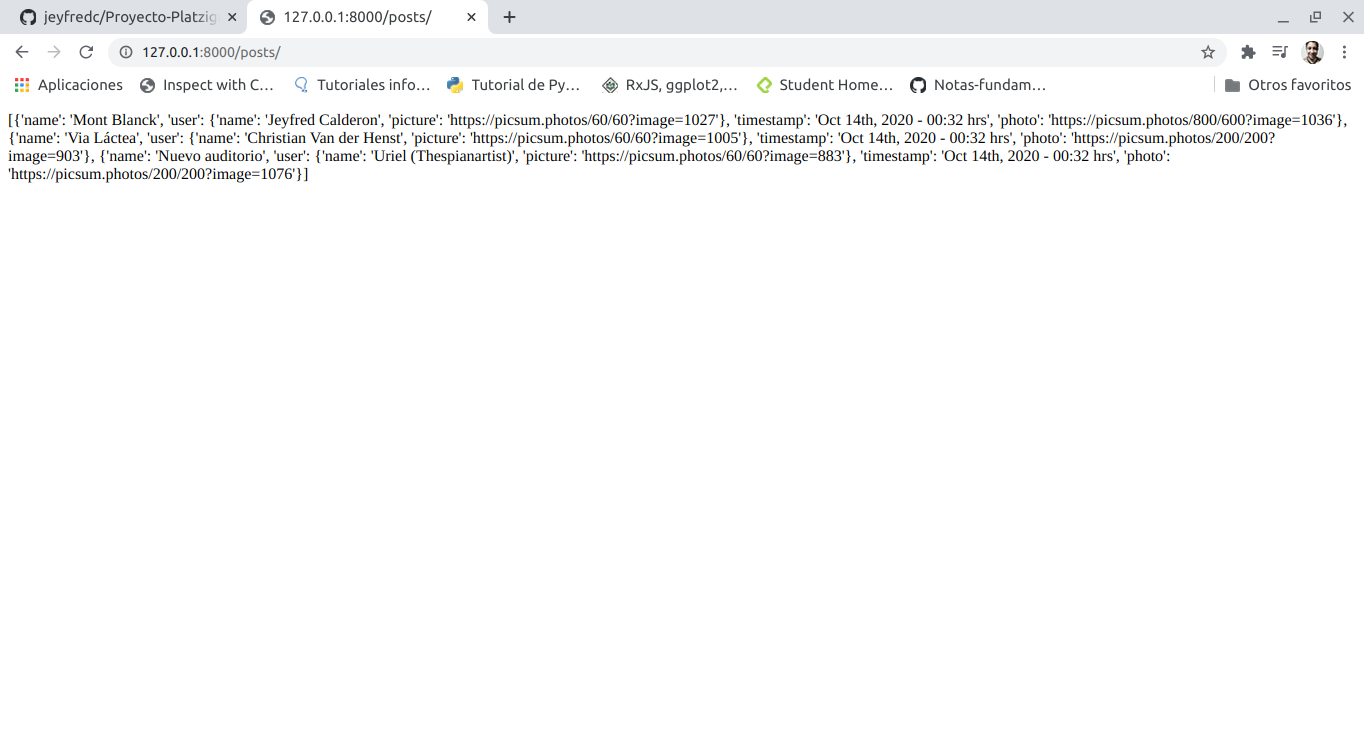 jeyfredc/Proyecto-Platzig
127.0.0.1:8000/posts/
127.0.0.1:8000/posts/
Aplicaciones
Inspect with C...
Tutoriales info...
Tutorial de Py...
RxJS, ggplot2,...
Student Home...
Notas-fundam...
Otros favoritos
[{'name': 'Mont Blanck', 'user': {'name': 'Jeyfred Calderon', 'picture': 'https://picsum.photos/60/60?image=1027'}, 'timestamp': 'Oct 14th, 2020 - 00:32 hrs', 'photo': 'https://picsum.photos/800/600?image=1036'},
{'name': 'Via Láctea', 'user': {'name': 'Christian Van der Henst', 'picture': 'https://picsum.photos/60/60?image=1005'}, 'timestamp': 'Oct 14th, 2020 - 00:32 hrs', 'photo': 'https://picsum.photos/200/200?
image=903'}, {'name': 'Nuevo auditorio', 'user': {'name': 'Uriel (Thespianartist)', 'picture': 'https://picsum.photos/60/60?image=883'}, 'timestamp': 'Oct 14th, 2020 - 00:32 hrs', 'photo':
'https://picsum.photos/200/200?image=1076'}]